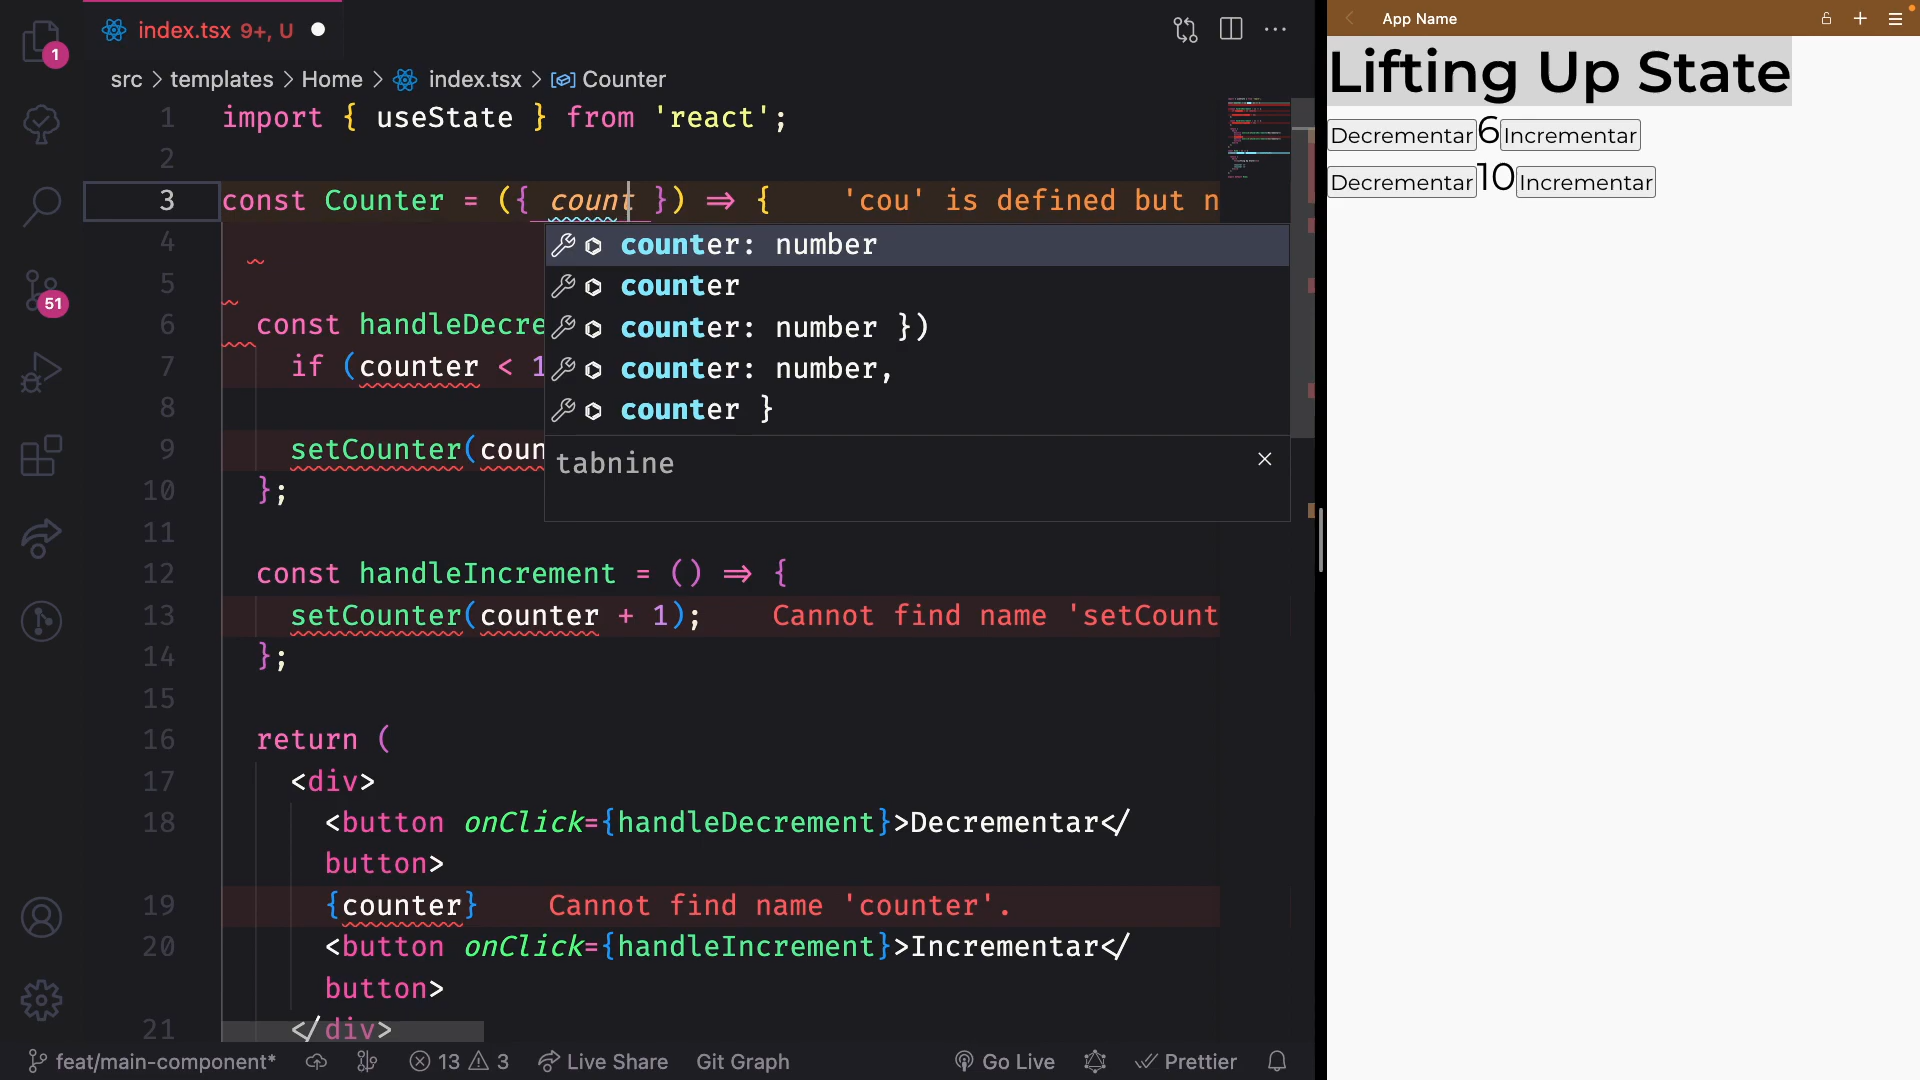 1
index.tsx 9+, U
src > templates > Home > index.tsx > Counter
1 import { useState } from 'react';
2
3 const Counter = ({ count }) => { 'cou' is defined but n
4
5
6 const handleDecre
7 if (counter < 1
8
9 setCounter(coun
10 };
11
12 const handleIncrement = () => {
13 setCounter(counter + 1); Cannot find name 'setCount
14 };
15
16 return (
17 <div>
18 <button onClick={handleDecrement}>Decrementar</
button>
19 {counter} Cannot find name 'counter'.
20 <button onClick={handleIncrement}>Incrementar</
button>
21 </div>
counter: number
counter
counter: number })
counter: number,
counter }
tabnine
51
feat/main-component* 13 3 Live Share Git Graph Go Live Prettier
App Name
Lifting Up State
Decrementar 6 Incrementar
Decrementar 10 Incrementar